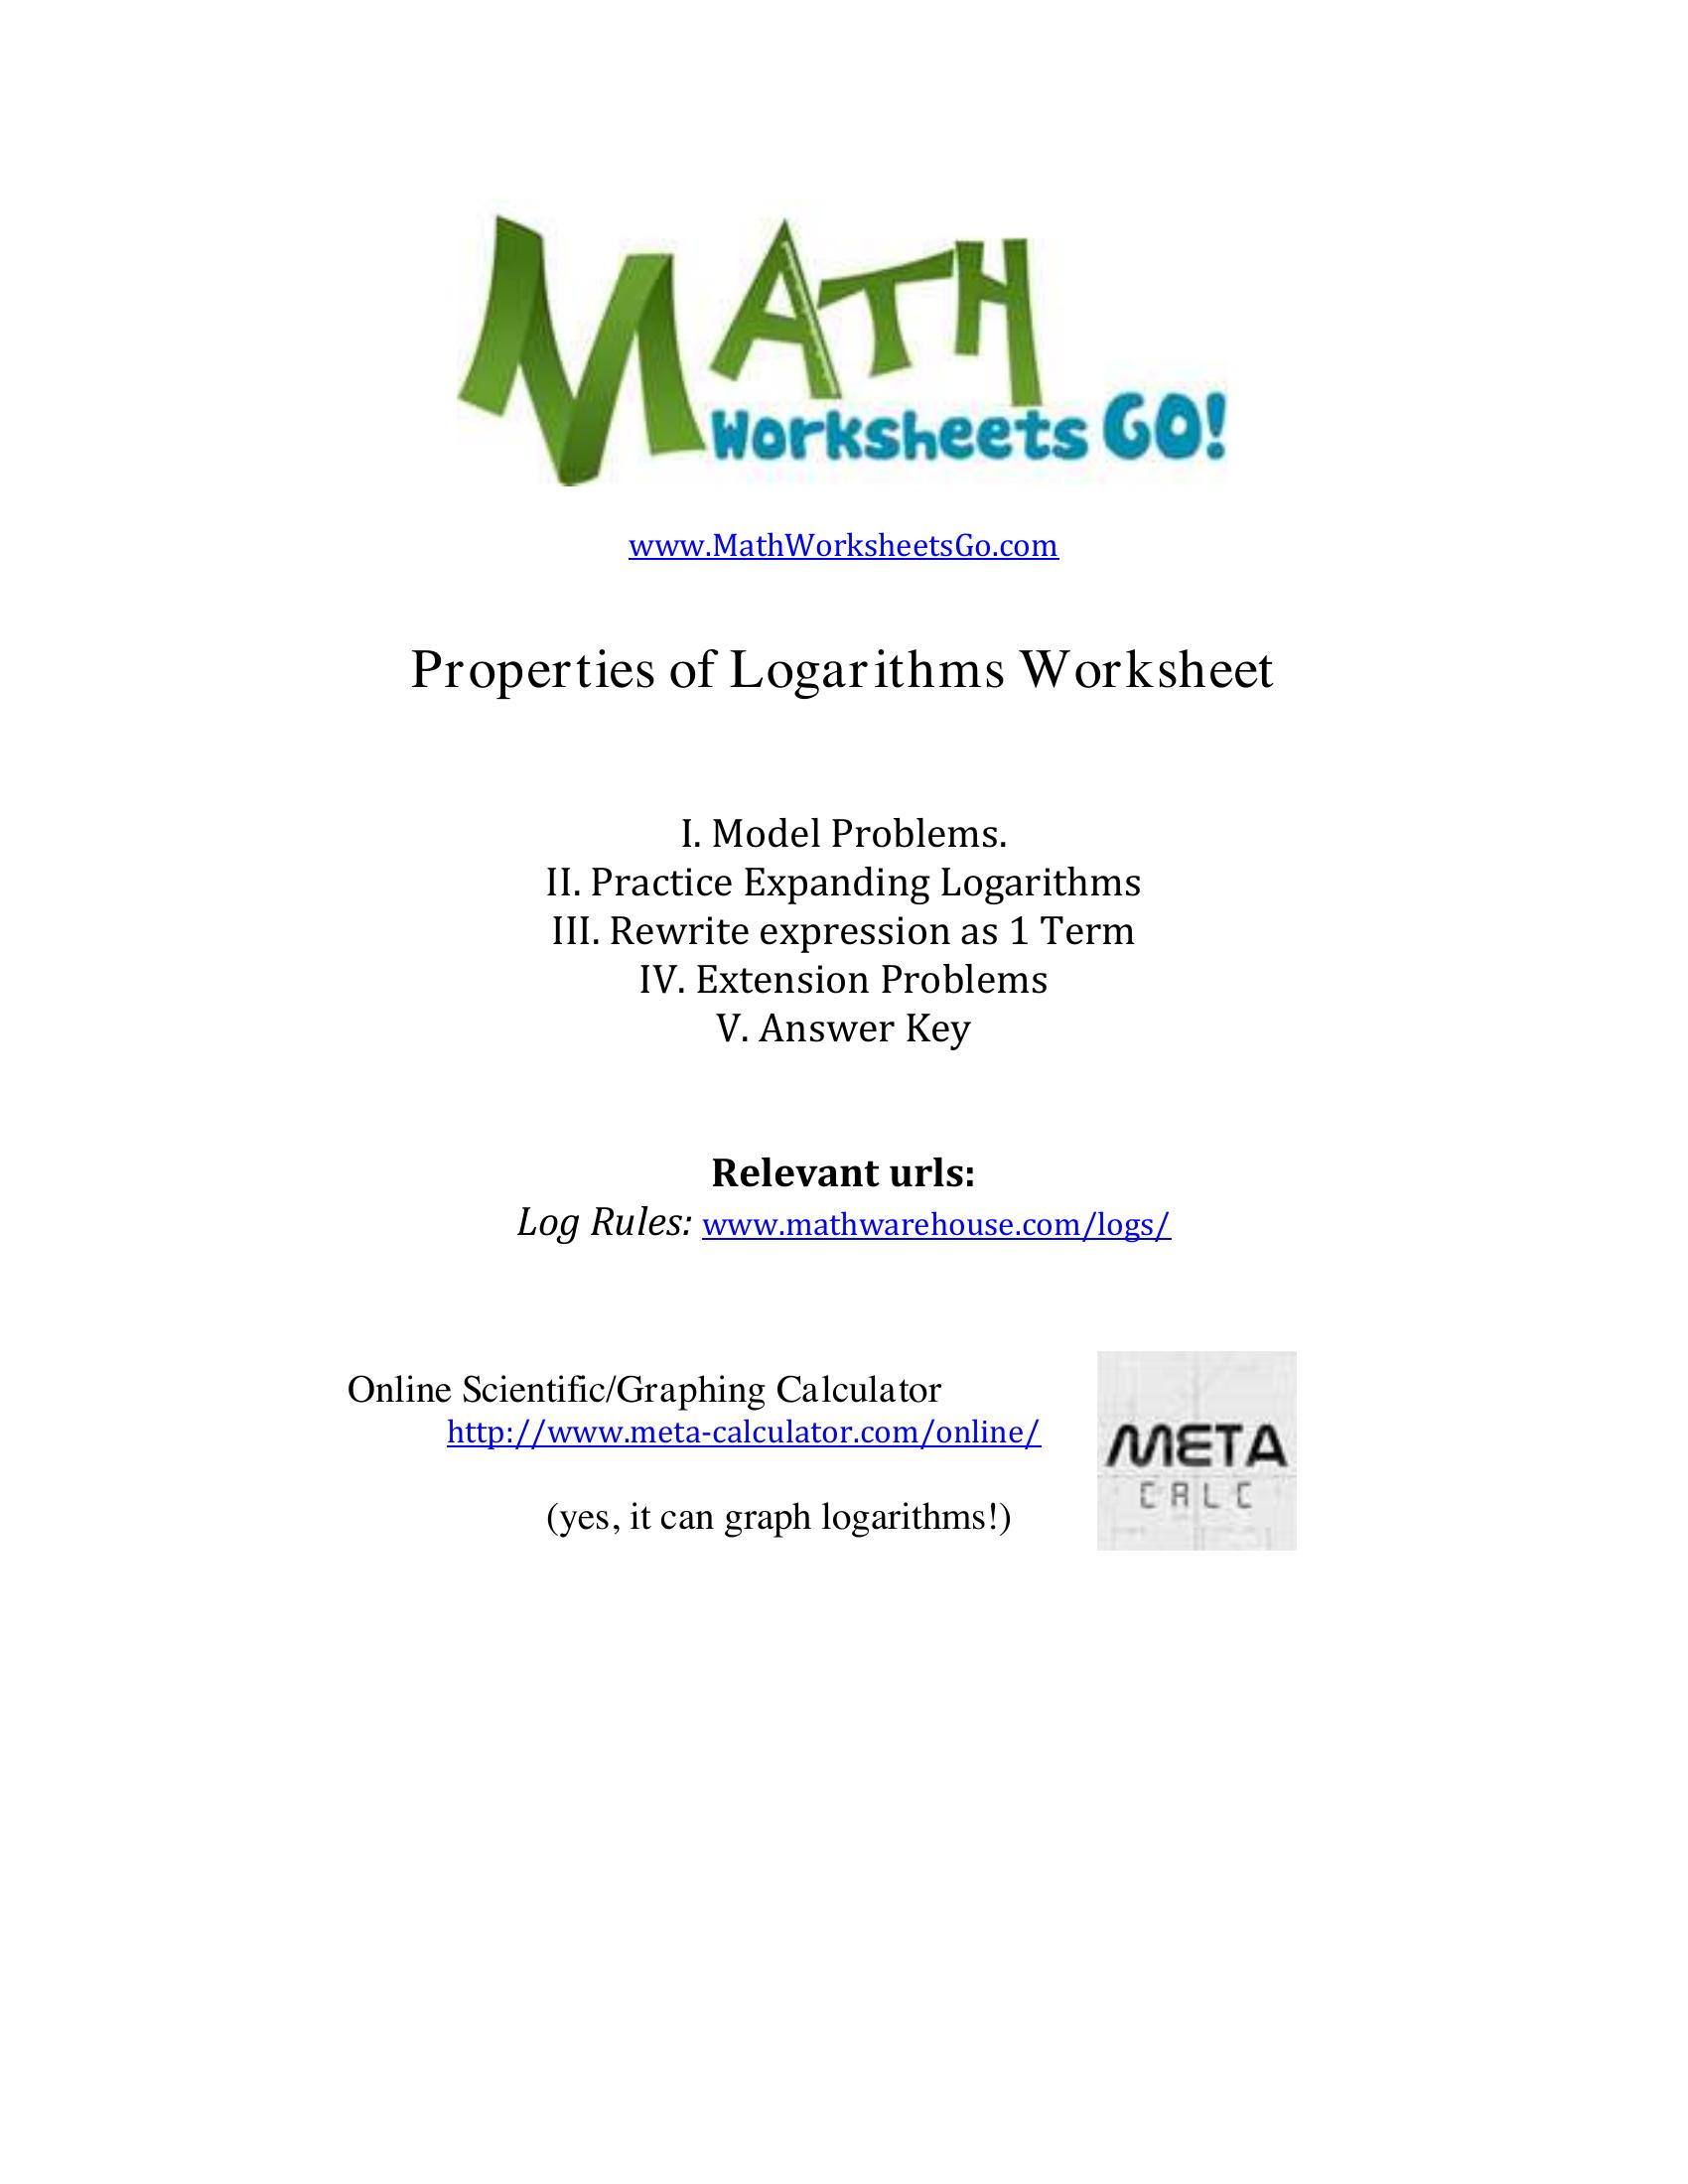 MATH
Worksheets GO!
www.MathWorksheetsGo.com
Properties of Logarithms Worksheet
I. Model Problems.
II. Practice Expanding Logarithms
III. Rewrite expression as 1 Term
IV. Extension Problems
V. Answer Key
Relevant urls:
Log Rules: www.mathwarehouse.com/logs/
Online Scientific/Graphing Calculator
http://www.meta-calculator.com/online/
(yes, it can graph logarithms!)
META
CALC